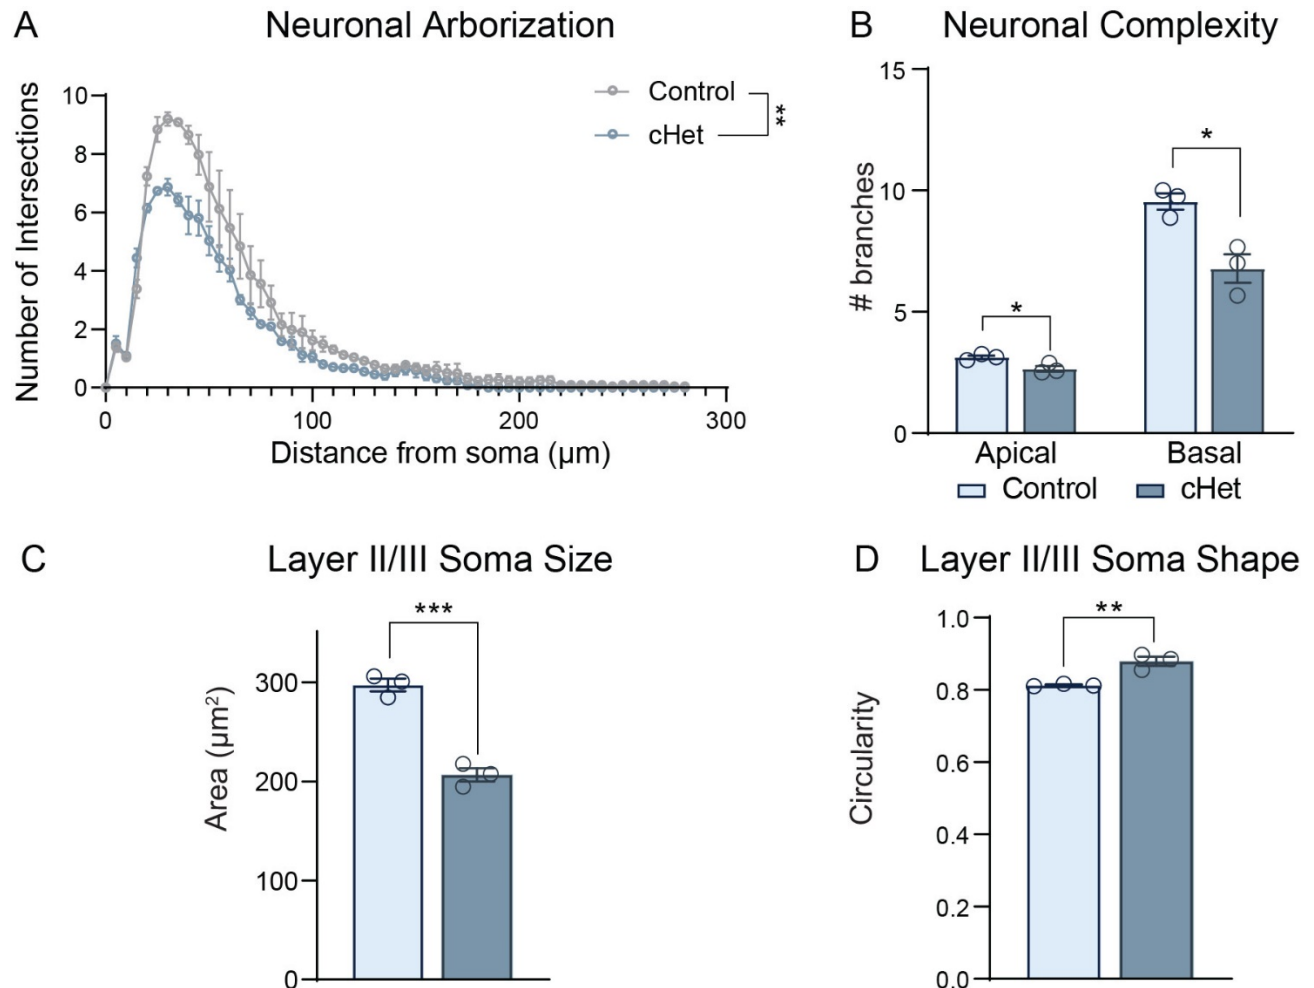 A Neuronal Arborization
Number of Intersections
10
8
6
4
2
0
0 100 200 300
Distance from soma (µm)
Control
cHet
**
B Neuronal Complexity
# branches
15
10
5
0
*
*
Apical Basal
Control cHet
C Layer II/III Soma Size
Area (µm²)
300
200
100
0
***
D Layer II/III Soma Shape
Circularity
1.0
0.8
0.6
0.4
0.2
0.0
**